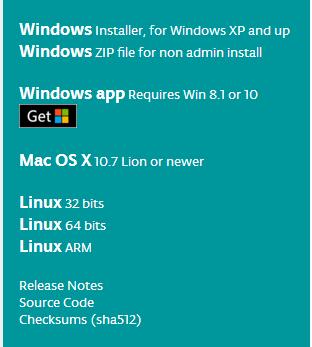 Windows Installer, for Windows XP and up
Windows ZIP file for non admin install
Windows app Requires Win 8.1 or 10
Get
Mac OS X 10.7 Lion or newer
Linux 32 bits
Linux 64 bits
Linux ARM
Release Notes
Source Code
Checksums (sha512)